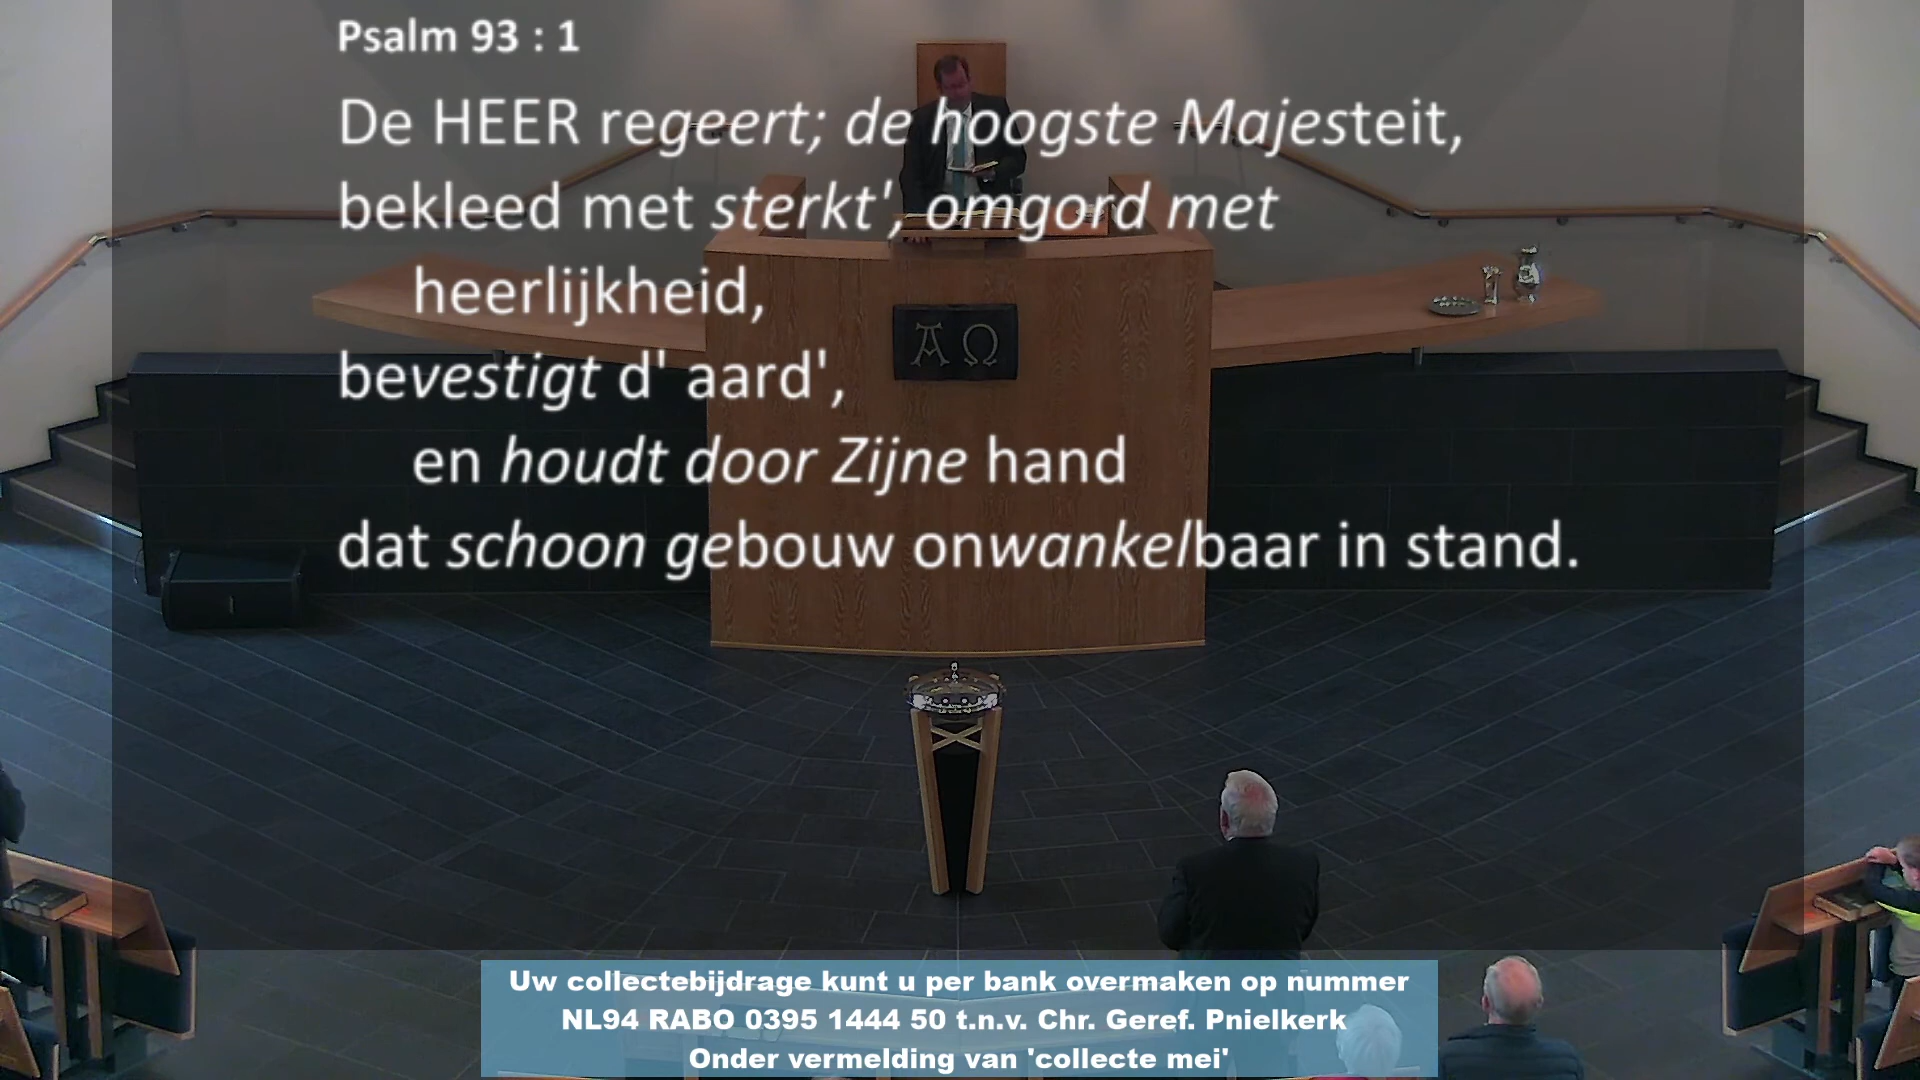 Psalm 93 : 1
De HEER regeert; de hoogste Majesteit,
bekleed met sterkt', omgord met
heerlijkheid,
bevestigt d' aard',
en houdt door Zijne hand
dat schoon gebouw onwankelbaar in stand.
Α Ω
Uw collectebijdrage kunt u per bank overmaken op nummer
NL94 RABO 0395 1444 50 t.n.v. Chr. Geref. Pnielkerk
Onder vermelding van 'collecte mei'